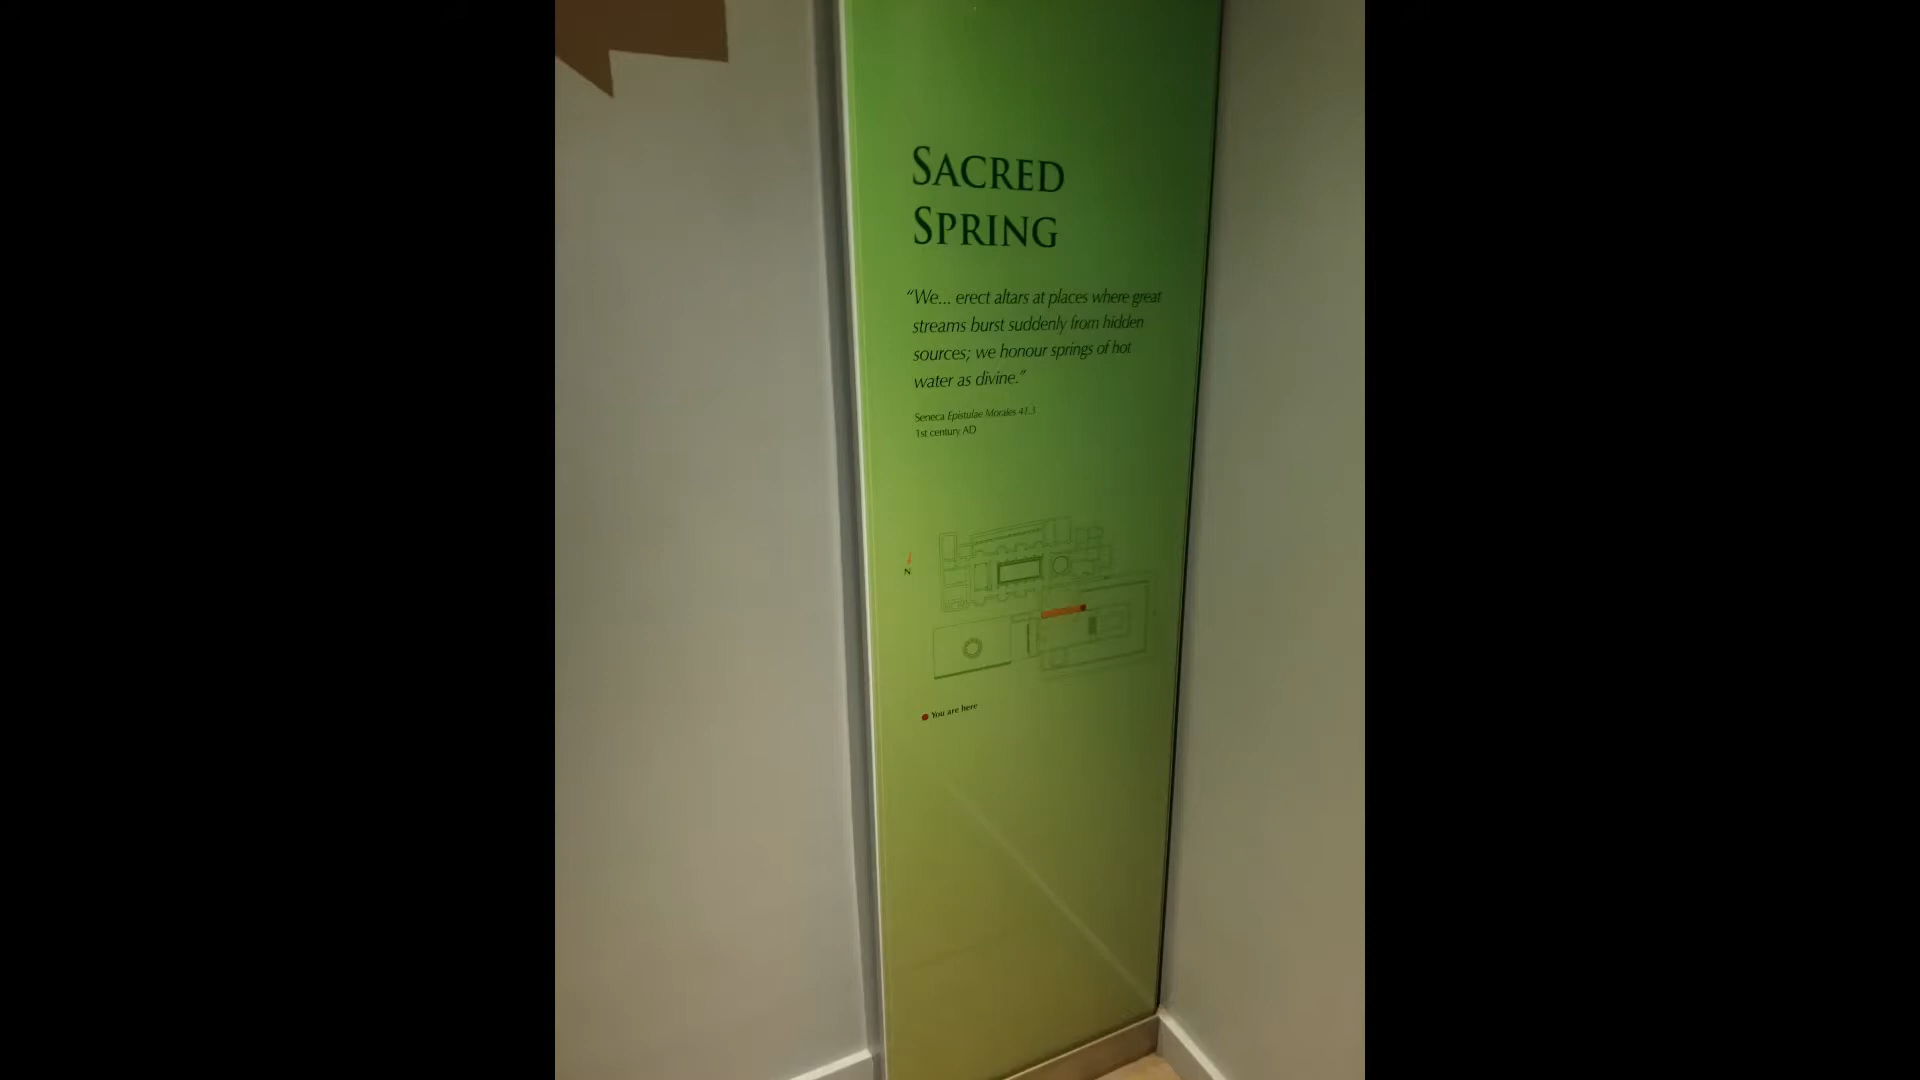 SACRED
SPRING
“We... erect altars at places where great
streams burst suddenly from hidden
sources; we honour springs of hot
water as divine.”
Seneca Epistulae Morales 41.3
1st century AD
N
You are here